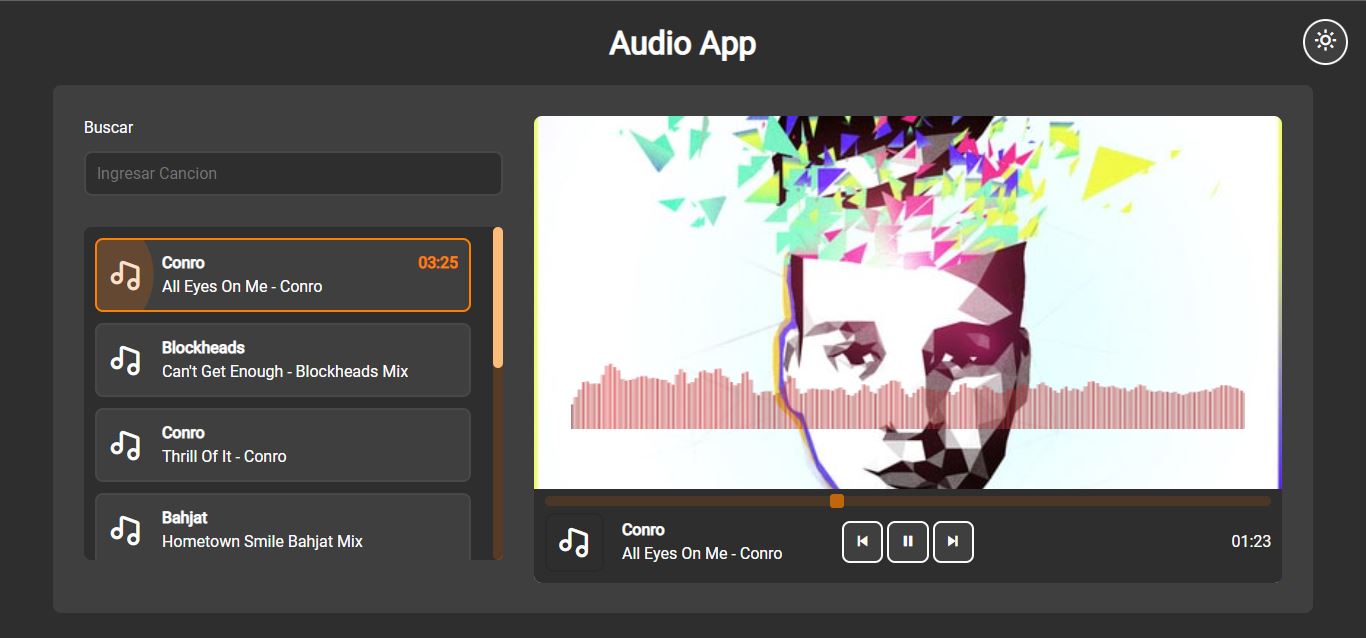 Audio App
Buscar
Ingresar Cancion
Conro
03:25
All Eyes On Me - Conro
Blockheads
Can't Get Enough - Blockheads Mix
Conro
Thrill Of It - Conro
Bahjat
Hometown Smile Bahjat Mix
Conro
All Eyes On Me - Conro
01:23